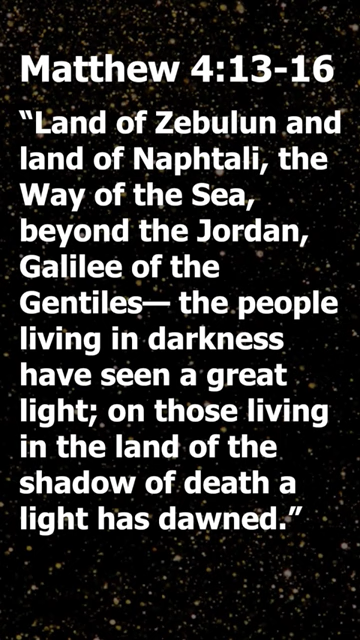 Matthew 4:13-16
“Land of Zebulun and
land of Naphtali, the
Way of the Sea,
beyond the Jordan,
Galilee of the
Gentiles— the people
living in darkness
have seen a great
light; on those living
in the land of the
shadow of death a
light has dawned.”